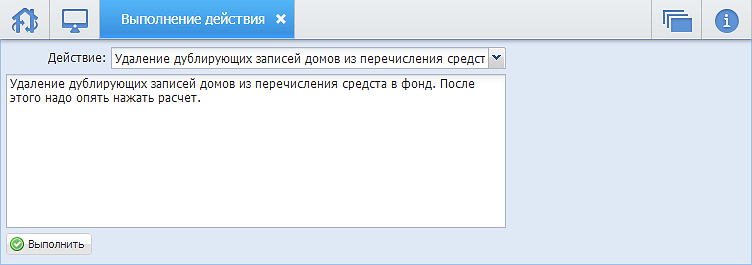 Выполнение действия
Действие: Удаление дублирующих записей домов из перечисления средст
Удаление дублирующих записей домов из перечисления средства в фонд. После
этого надо опять нажать расчет.
Выполнить